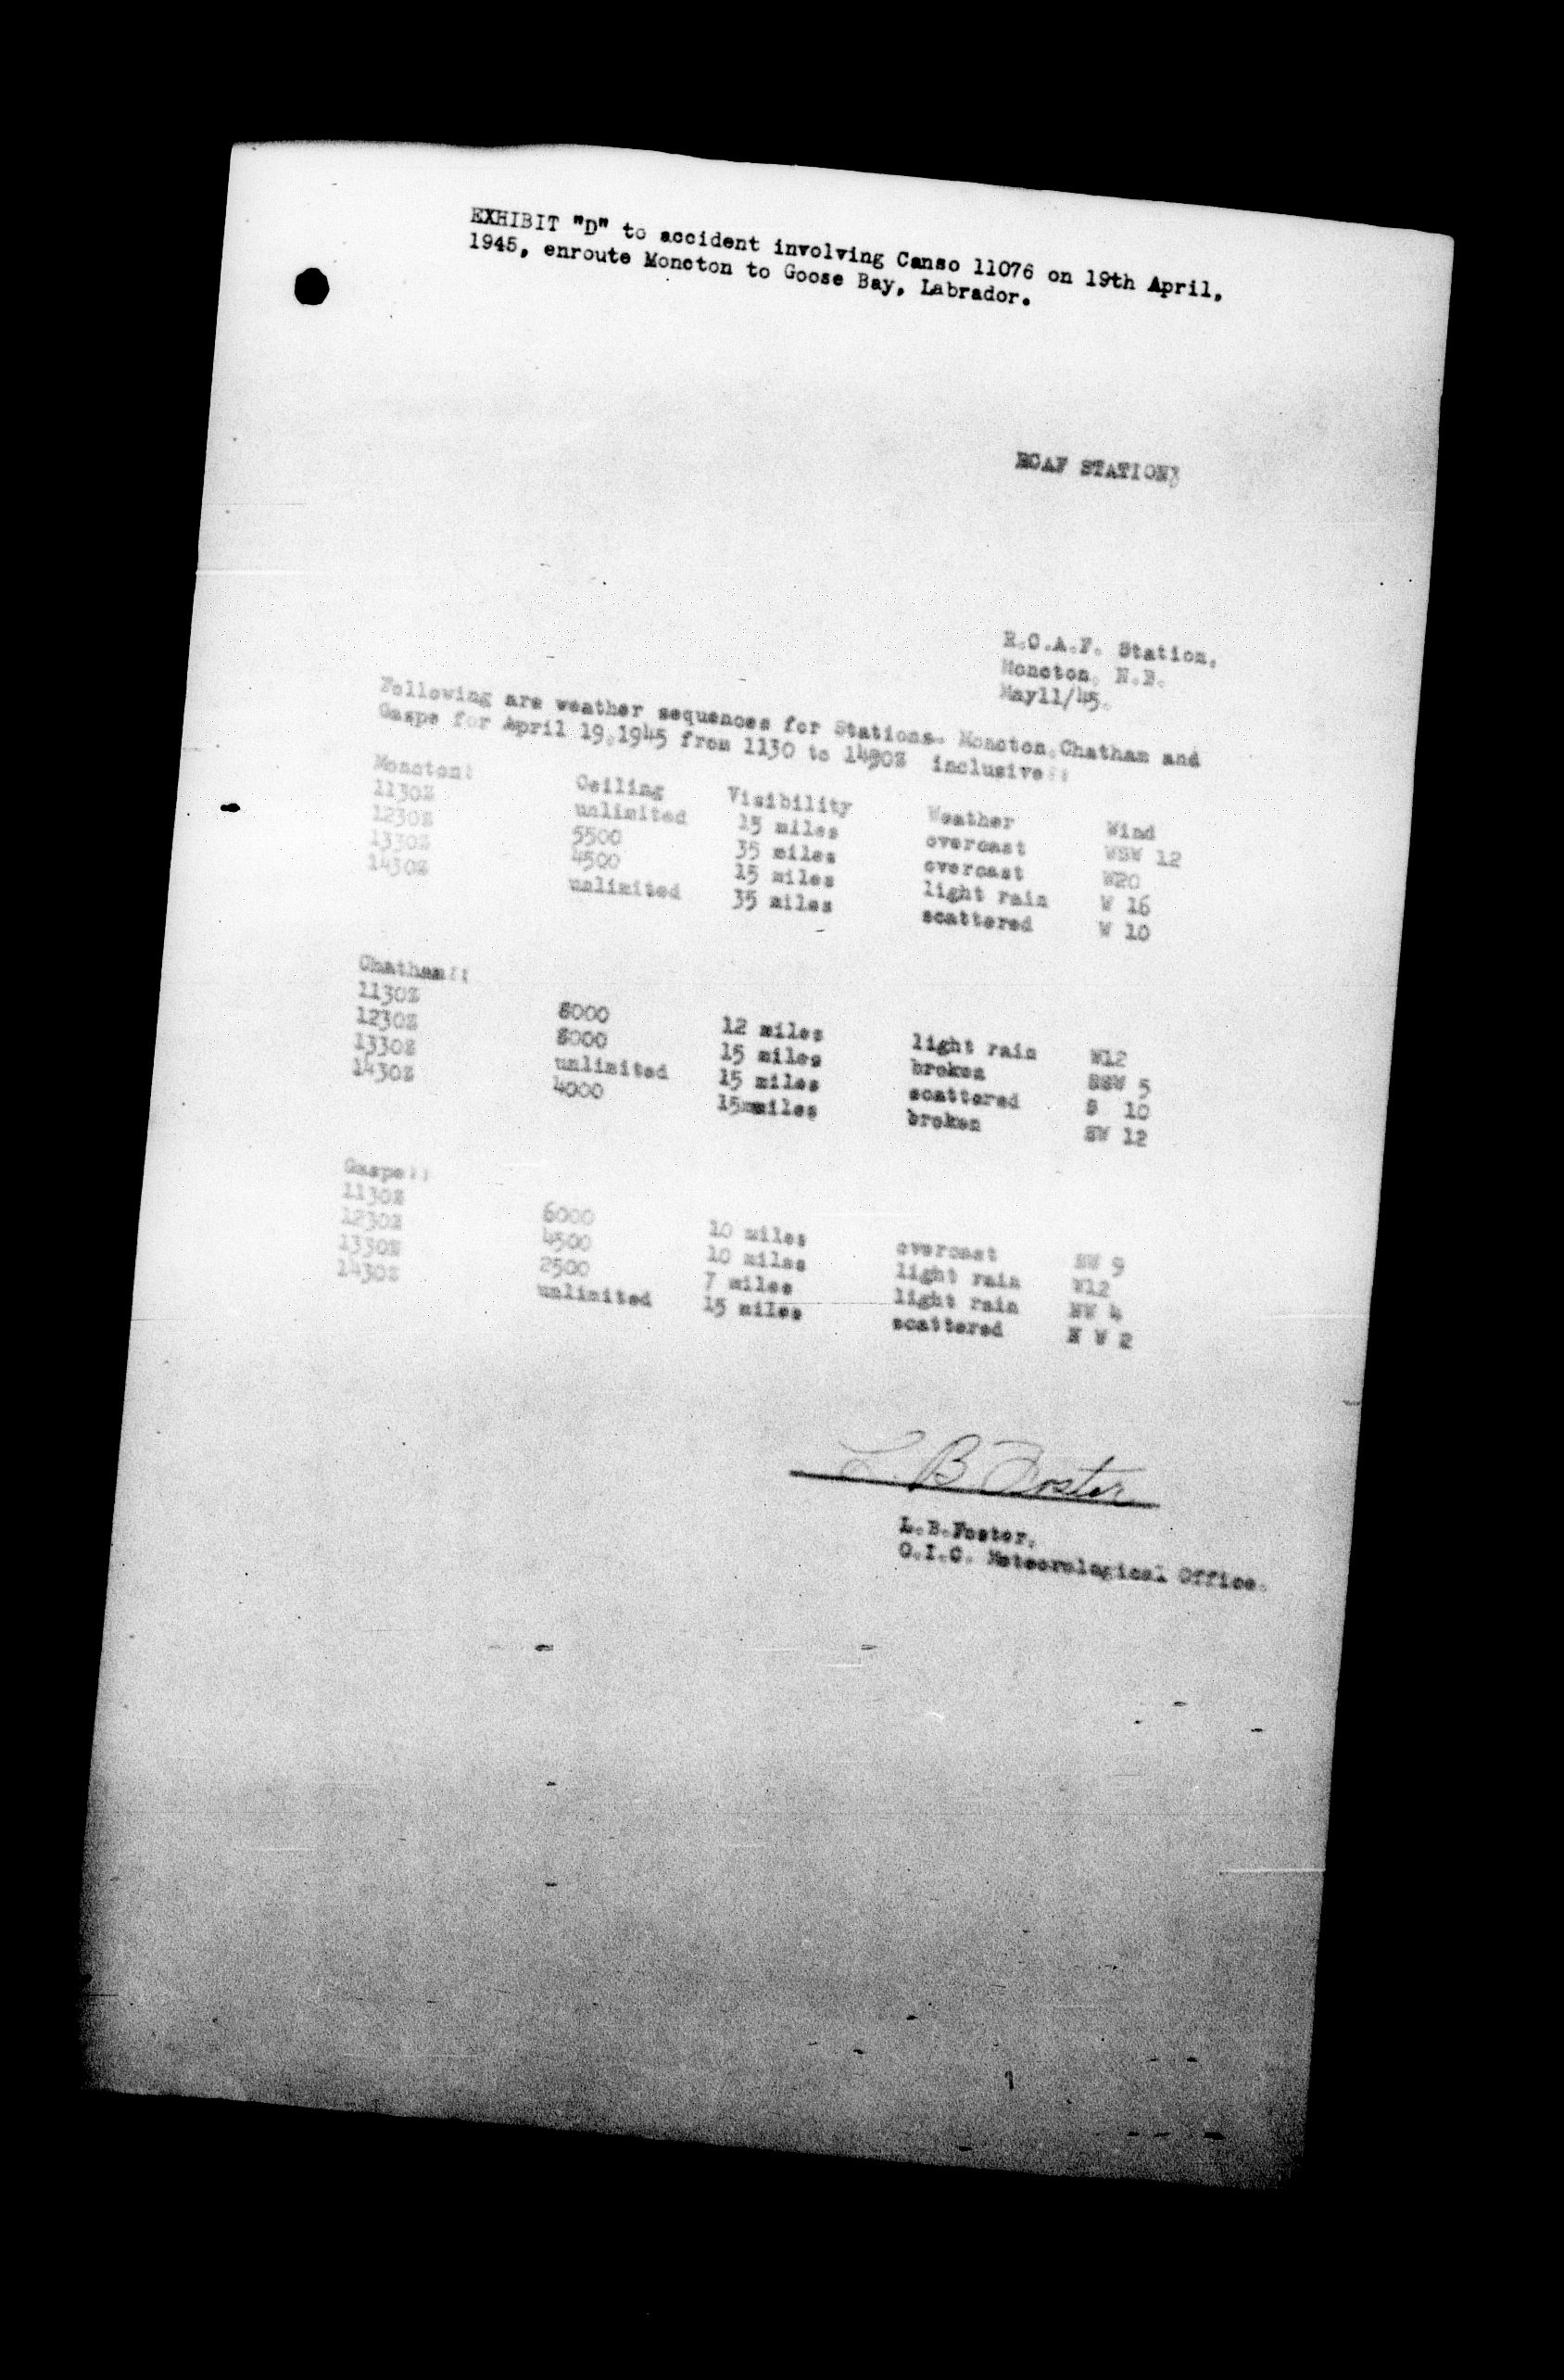 EXHIBIT "D" to accident involving Canso 11076 on 19th April,
1945, enroute Moncton to Goose Bay, Labrador.
RCAF STATION
R.C.A.F. Station,
Moncton, N.B.
May11/45.
Following are weather sequences for Stations- Moncton,Chatham and
Gaspe for April 19,1945 from 1130 to 1430Z inclusive::
Moncton: Ceiling Visibility Weather Wind
1130Z unlimited 15 miles overcast WSW 12
1230Z 5500 35 miles overcast W20
1330Z 4500 15 miles light rain W 16
1430Z unlimited 35 miles scattered W 10
Chatham::
1130Z 8000 12 miles light rain W12
1230Z 8000 15 miles broken SSW 5
1330Z unlimited 15 miles scattered S 10
1430Z 4000 15mmiles broken SW 12
Gaspe::
1130Z 6000 10 miles overcast SW 9
1230Z 4500 10 miles light rain W12
1330Z 2500 7 miles light rain NW 4
1430Z unlimited 15 miles scattered N W 2
L B Foster
L.B.Foster,
O.I.C. Meteorological Office.